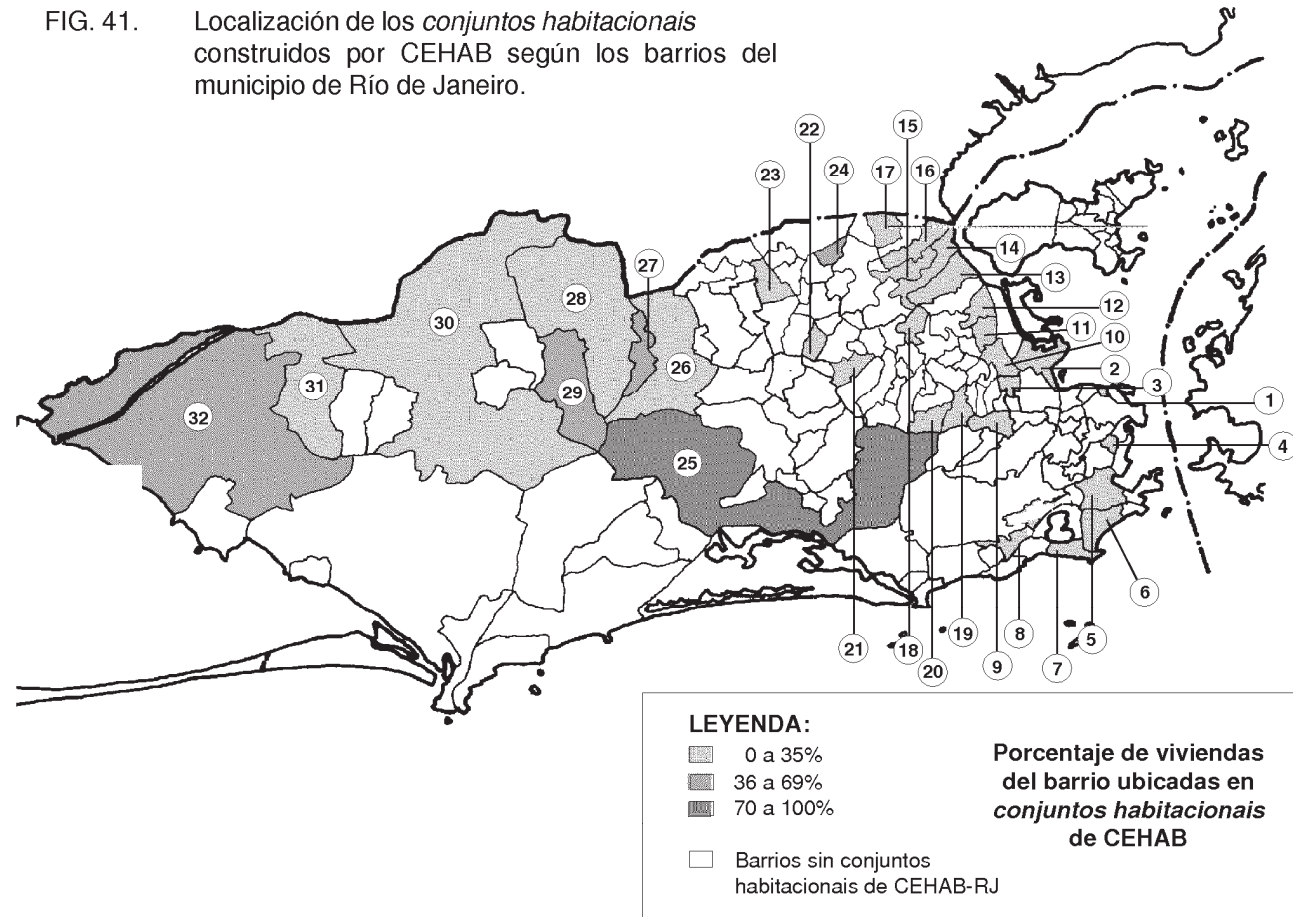 FIG. 41. Localización de los conjuntos habitacionais
construidos por CEHAB según los barrios del
municipio de Río de Janeiro.
22
15
23
24
17
16
14
27
13
28
12
30
11
10
26
2
31
29
3
1
32
4
25
6
21
18
19
8
5
20
9
7
LEYENDA:
0 a 35%
36 a 69%
70 a 100%
Barrios sin conjuntos
habitacionais de CEHAB-RJ
Porcentaje de viviendas
del barrio ubicadas en
conjuntos habitacionais
de CEHAB